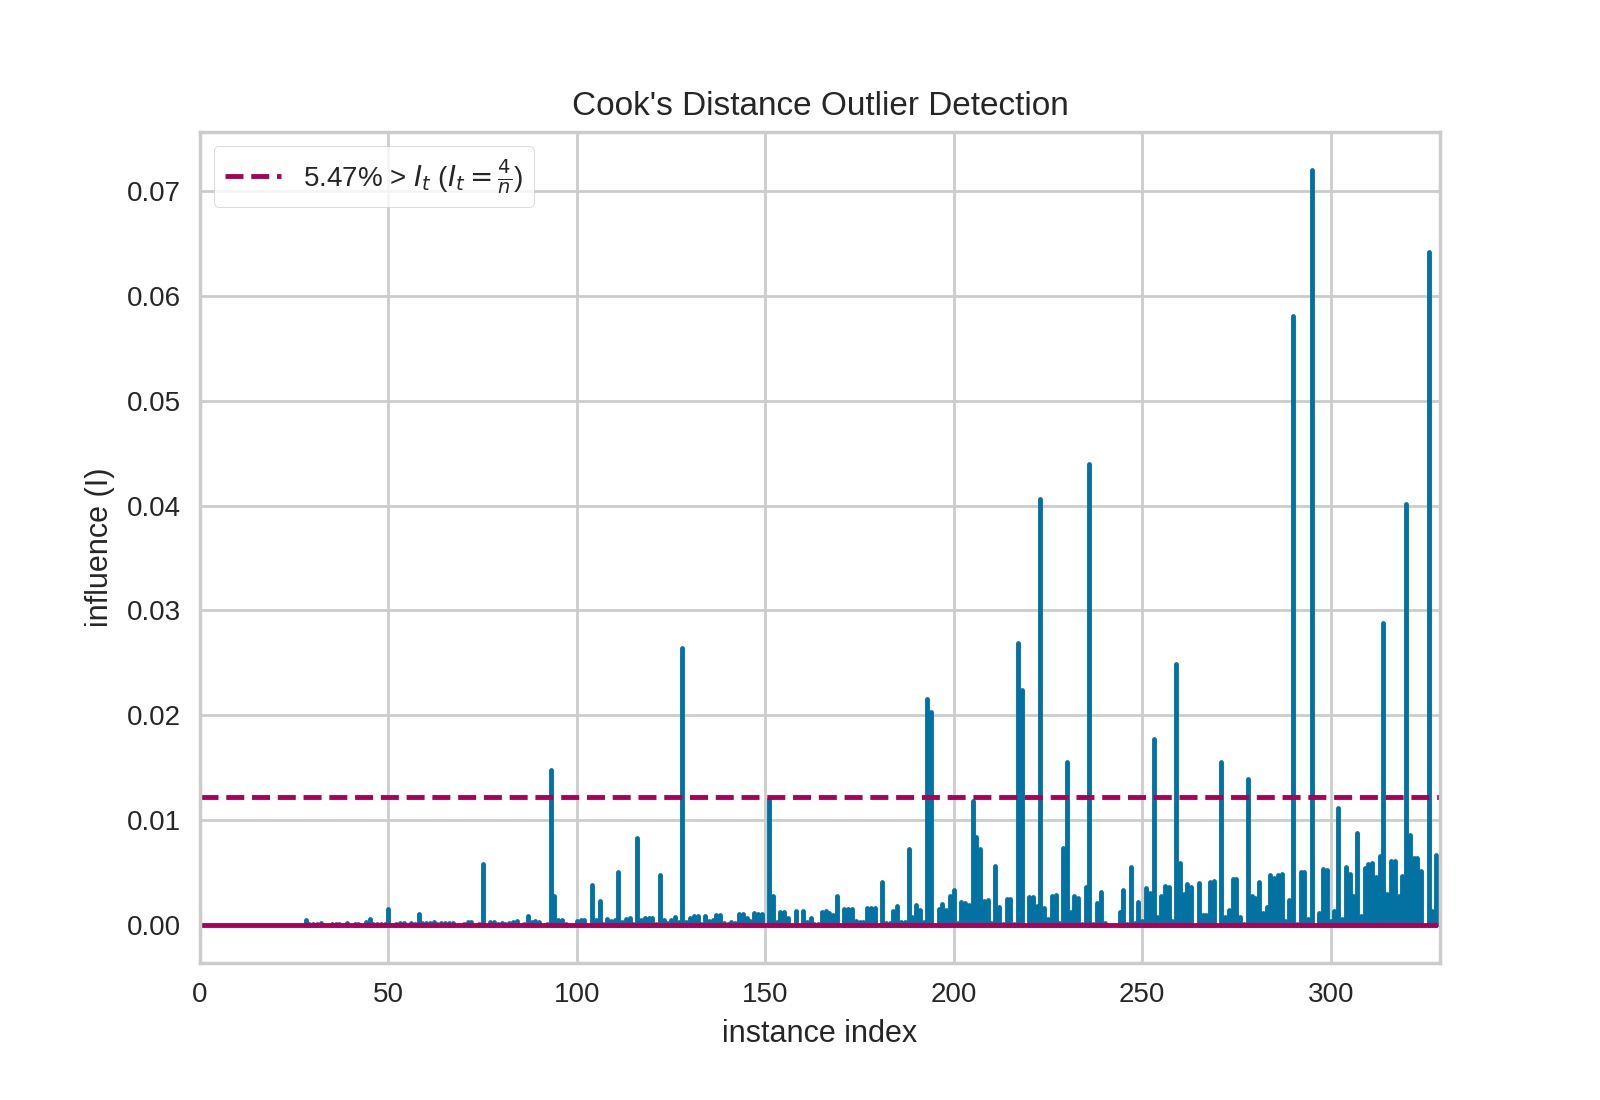 Cook's Distance Outlier Detection
5.47% > I_t (I_t = 4/n)
influence (I)
0.07
0.06
0.05
0.04
0.03
0.02
0.01
0.00
0 50 100 150 200 250 300
instance index